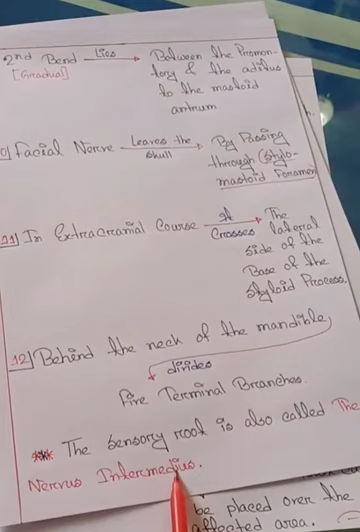 2nd Bend Lies → Between the Promon-
[Gradual] tory & the aditus
to the mastoid
antrum
Facial Nerve Leaves the skull → By Passing
through (Stylo-
mastoid Foramen
11] In Extracranial Course It Crosses → The
lateral
side of the
Base of the
Styloid Process.
12] Behind the neck of the mandible,
divides
Five Terminal Branches.
*** The sensory root is also called The
Nervus Intermedius.
be placed over the
affected area.